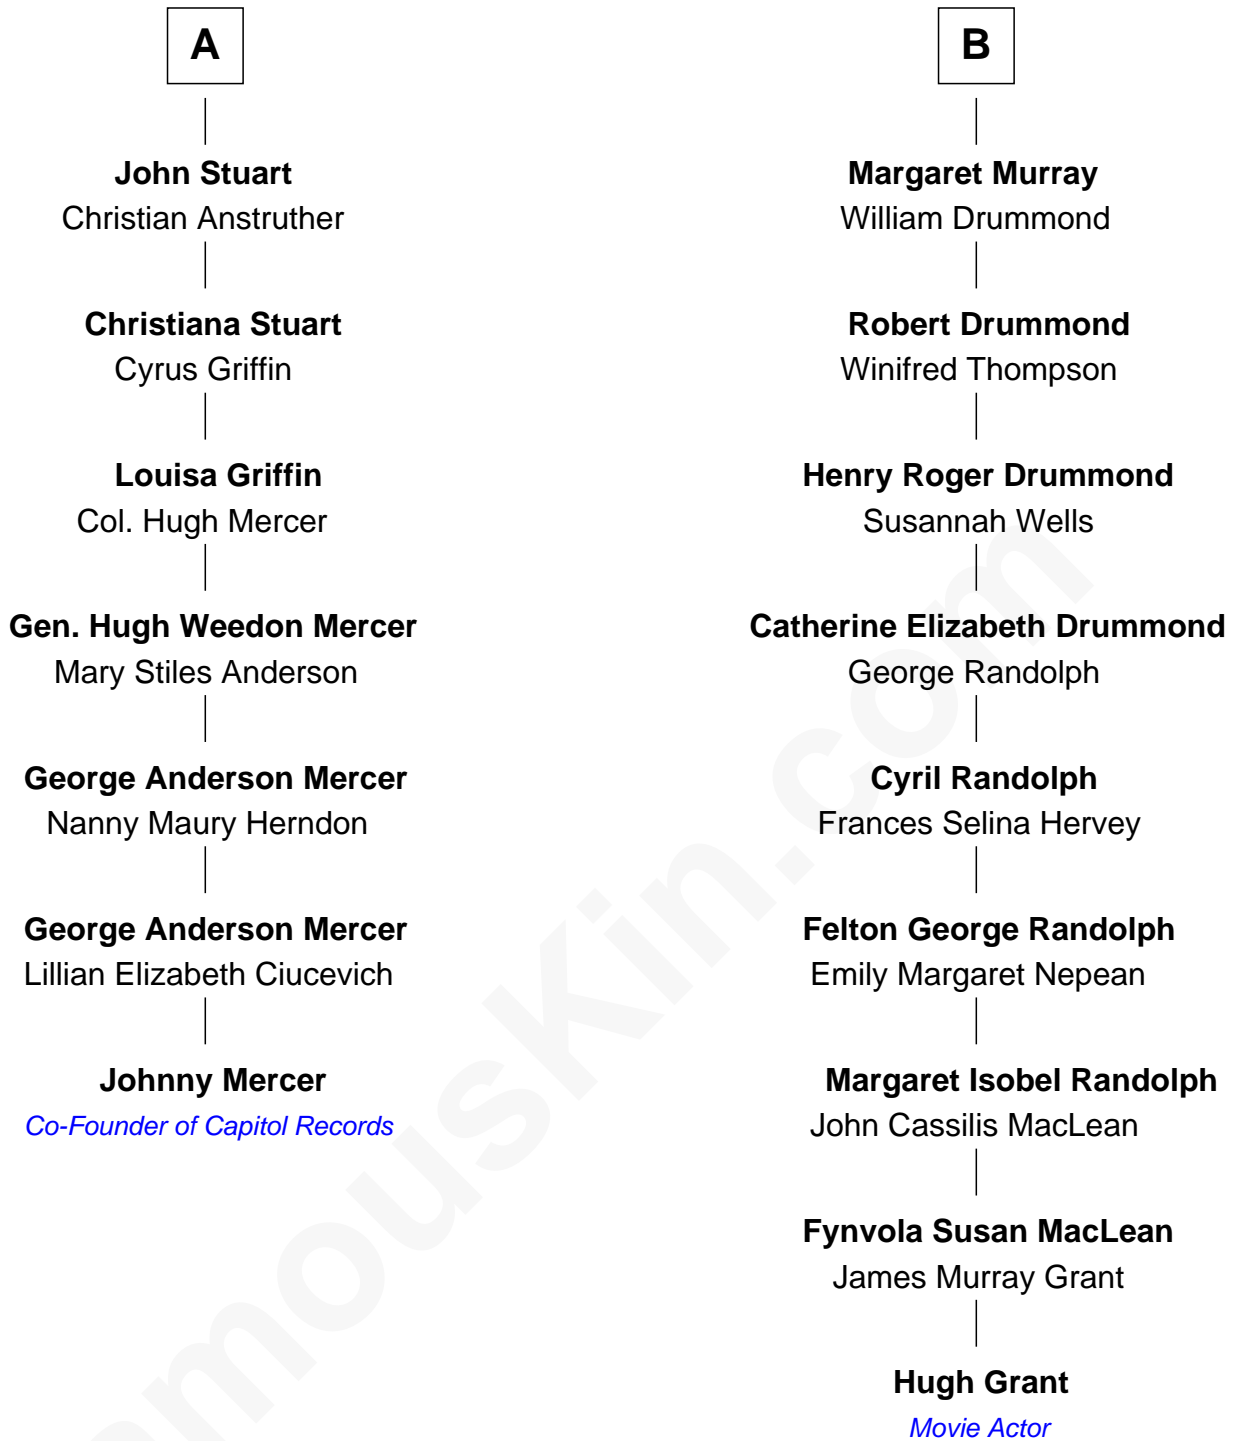 A
John Stuart
Christian Anstruther
Christiana Stuart
Cyrus Griffin
Louisa Griffin
Col. Hugh Mercer
Gen. Hugh Weedon Mercer
Mary Stiles Anderson
George Anderson Mercer
Nanny Maury Herndon
George Anderson Mercer
Lillian Elizabeth Ciucevich
Johnny Mercer
Co-Founder of Capitol Records
B
Margaret Murray
William Drummond
Robert Drummond
Winifred Thompson
Henry Roger Drummond
Susannah Wells
Catherine Elizabeth Drummond
George Randolph
Cyril Randolph
Frances Selina Hervey
Felton George Randolph
Emily Margaret Nepean
Margaret Isobel Randolph
John Cassilis MacLean
Fynvola Susan MacLean
James Murray Grant
Hugh Grant
Movie Actor
amousKin.com